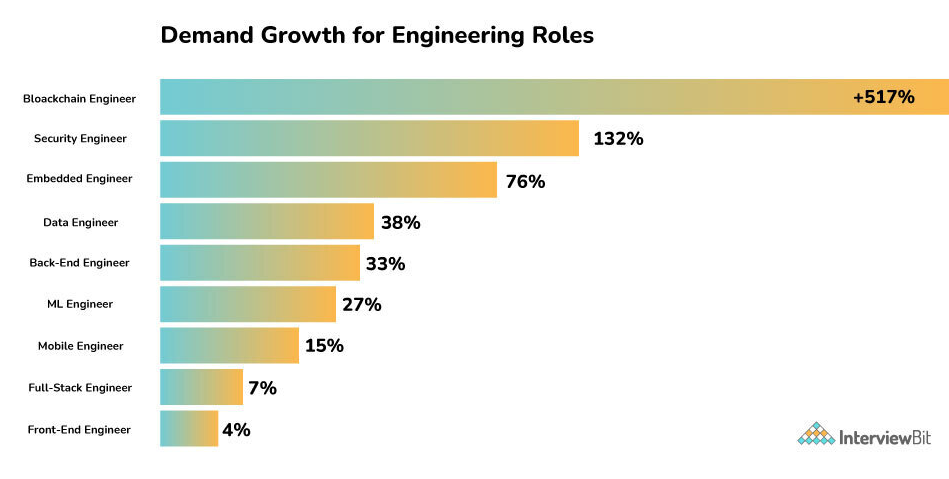 Demand Growth for Engineering Roles
Bloackchain Engineer +517%
Security Engineer 132%
Embedded Engineer 76%
Data Engineer 38%
Back-End Engineer 33%
ML Engineer 27%
Mobile Engineer 15%
Full-Stack Engineer 7%
Front-End Engineer 4%
InterviewBit